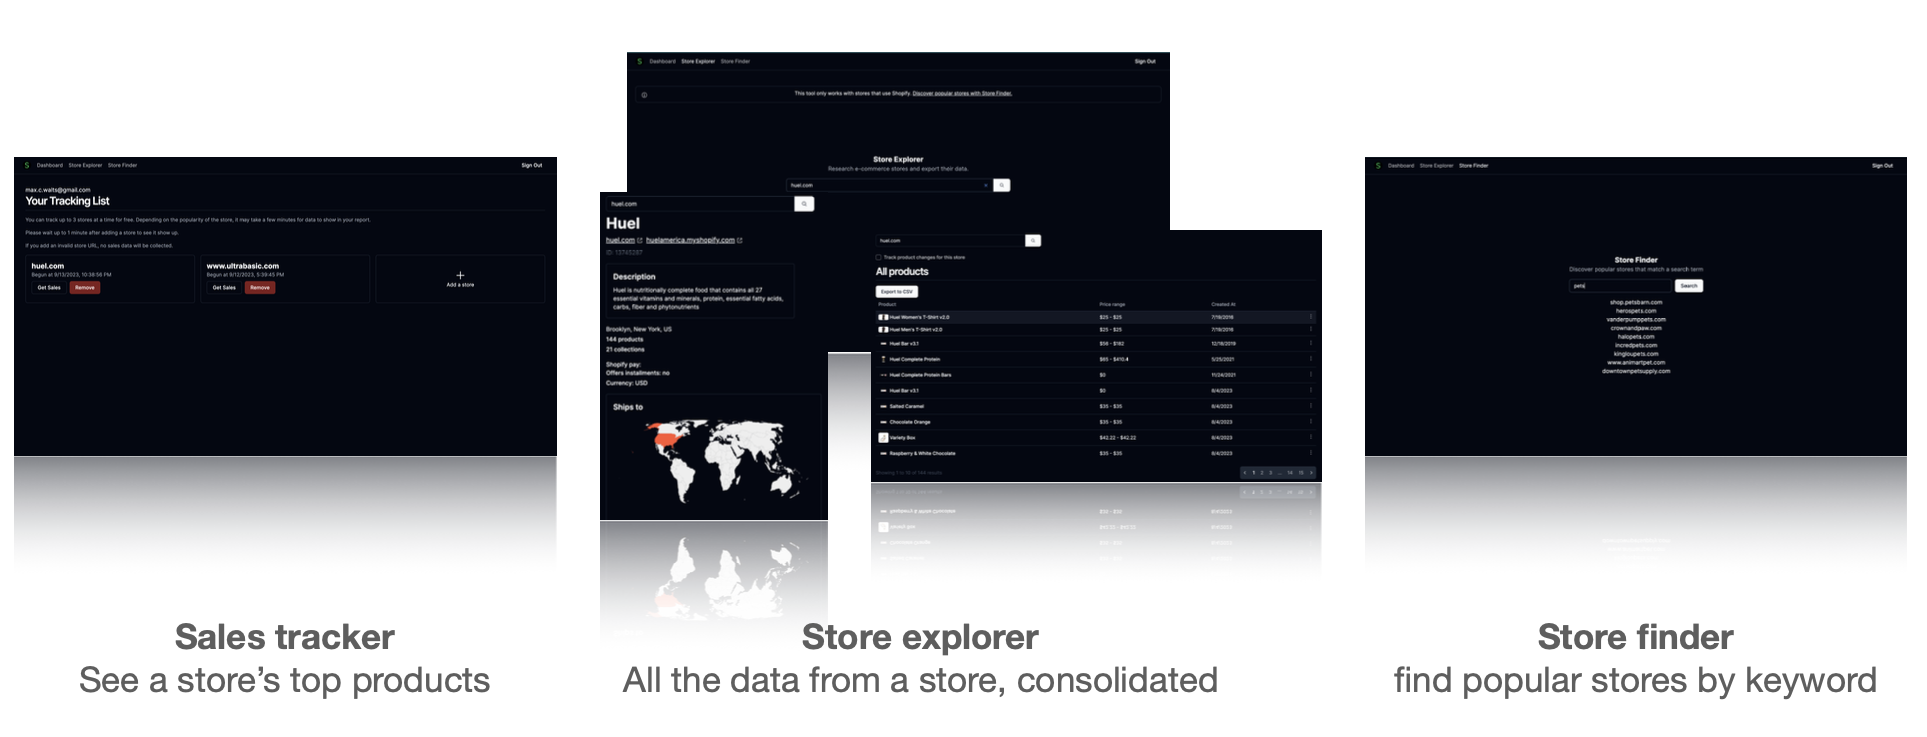 S Dashboard Store Explorer Store Finder Sign Out
max.c.walts@gmail.com
Your Tracking List
You can track up to 3 stores at a time for free. Depending on the popularity of the store, it may take a few minutes for data to show in your report.
Please wait up to 1 minute after adding a store to see it show up.
If you add an invalid store URL, no sales data will be collected.
huel.com
Begun at 9/13/2023, 10:38:56 PM
Get Sales Remove
www.ultrabasic.com
Begun at 9/12/2023, 5:39:45 PM
Get Sales Remove
+
Add a store
Sales tracker
See a store's top products
S Dashboard Store Explorer Store Finder Sign Out
This tool only works with stores that use Shopify. Discover popular stores with Store Finder.
Store Explorer
Research e-commerce stores and export their data.
huel.com
huel.com
Huel
huel.com huelamerica.myshopify.com
13743287
Description
Huel is nutritionally complete food that contains all 27
essential vitamins and minerals, protein, essential fatty acids,
carbs, fiber and phytonutrients
Brooklyn, New York, US
144 products
21 collections
Shopify pay:
Offers installments: no
Currency: USD
Ships to
huel.com
Track product changes for this store
All products
Export to CSV
Product Price range Created At
Huel Women's T-Shirt v2.0 $25 - $25 7/19/2018
Huel Men's T-Shirt v2.0 $25 - $25 7/19/2018
Huel Bar v3.1 $56 - $182 12/18/2019
Huel Complete Protein $65 - $410.4 5/25/2021
Huel Complete Protein Bars $0 11/24/2021
Huel Bar v3.1 $0 6/4/2023
Salted Caramel $35 - $35 6/4/2023
Chocolate Orange $35 - $35 6/4/2023
Variety Box $42.22 - $42.22 6/4/2023
Raspberry & White Chocolate $35 - $35 6/4/2023
Showing 1 to 10 of 144 results
< 1 2 3 ... 14 15 >
Store explorer
All the data from a store, consolidated
S Dashboard Store Explorer Store Finder Sign Out
Store Finder
Discover popular stores that match a search term
pets Search
shop.petsbarn.com
herospets.com
vanderpumppets.com
crownandpaw.com
halopets.com
incredpets.com
kingloupets.com
www.animartpet.com
downtownpetsupply.com
Store finder
find popular stores by keyword